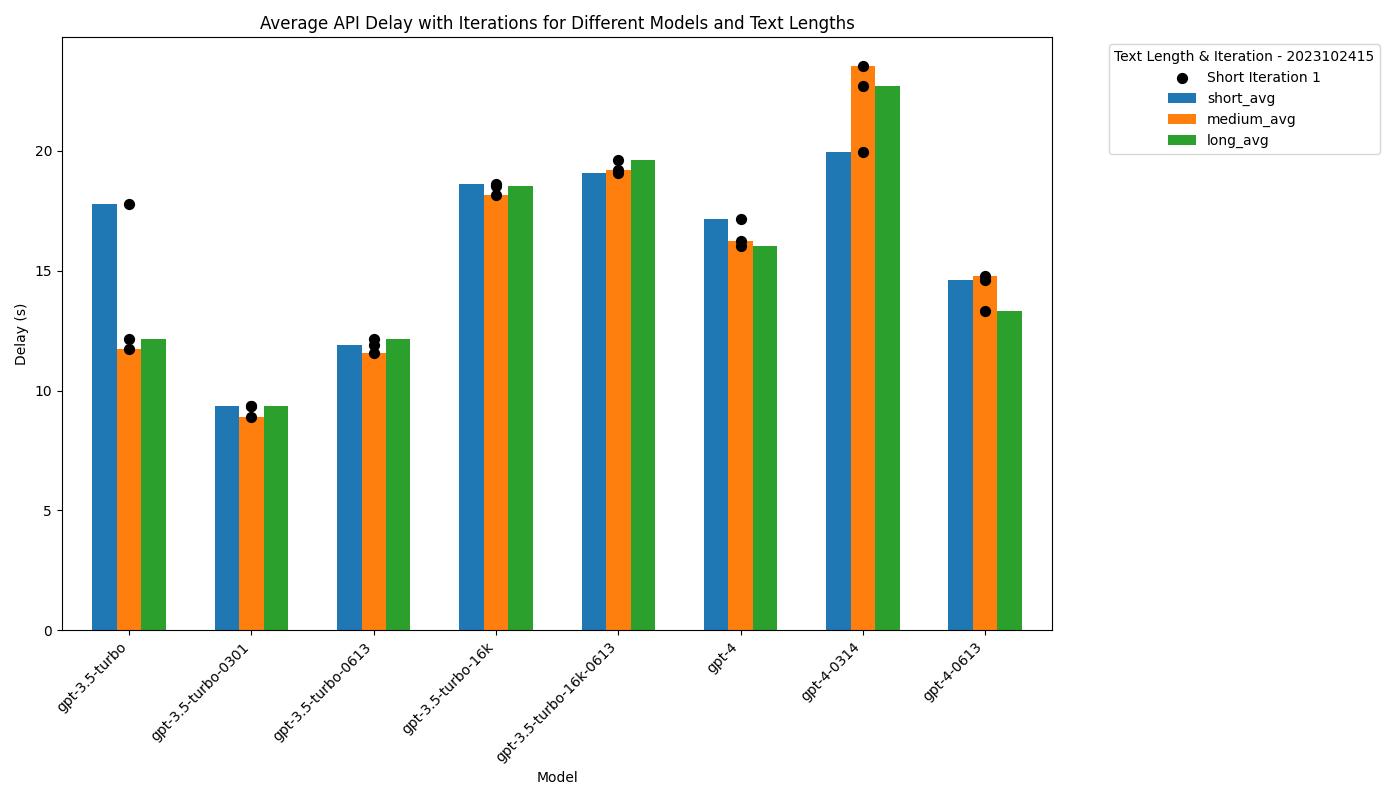 Average API Delay with Iterations for Different Models and Text Lengths
Text Length & Iteration - 2023102415
Short Iteration 1
short_avg
medium_avg
long_avg
Delay (s)
20
15
10
5
0
gpt-3.5-turbo
gpt-3.5-turbo-0301
gpt-3.5-turbo-0613
gpt-3.5-turbo-16k
gpt-3.5-turbo-16k-0613
gpt-4
gpt-4-0314
gpt-4-0613
Model